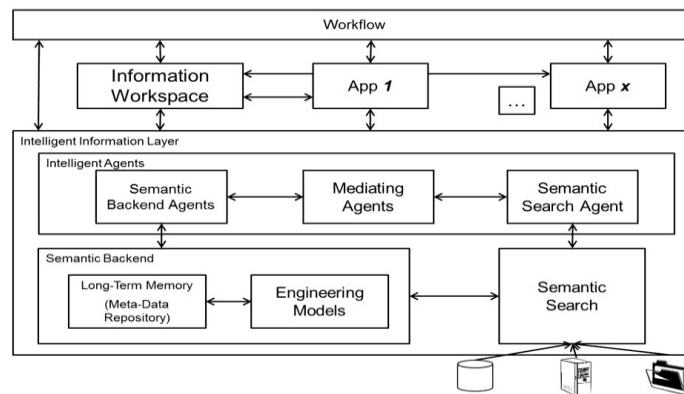 Workflow
Information
Workspace
App 1
...
App x
Intelligent Information Layer
Intelligent Agents
Semantic
Backend Agents
Mediating
Agents
Semantic
Search Agent
Semantic Backend
Long-Term Memory
(Meta-Data
Repository)
Engineering
Models
Semantic
Search